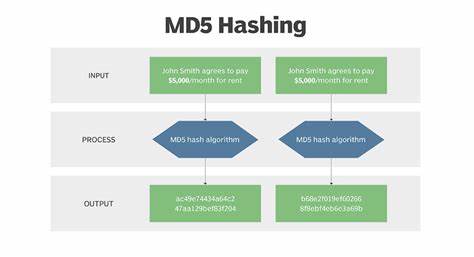 MD5 Hashing
INPUT
John Smith agrees to pay
$5,000/month for rent
John Smith agrees to pay
$5,000/month for rent
PROCESS
MD5 hash algorithm
MD5 hash algorithm
OUTPUT
ac49e74434a64c2
47aa129bef83f204
b68e2f019ef60266
8f8ebf4eb6e3a69b